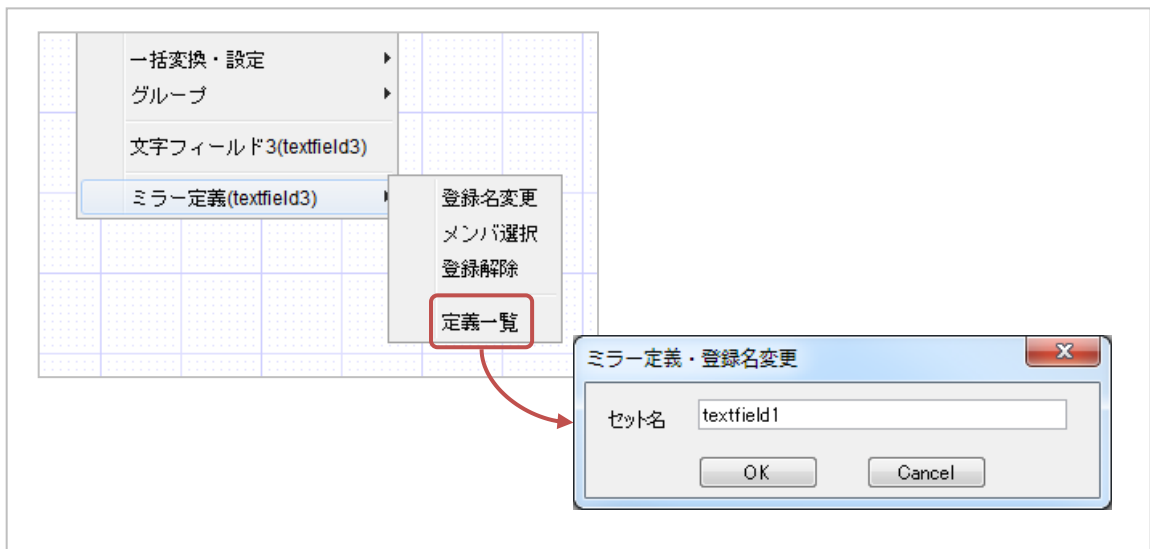 一括変換・設定
グループ
文字フィールド3(textfield3)
ミラー定義(textfield3)
登録名変更
メンバ選択
登録解除
定義一覧
ミラー定義・登録名変更
セット名
textfield1
OK
Cancel